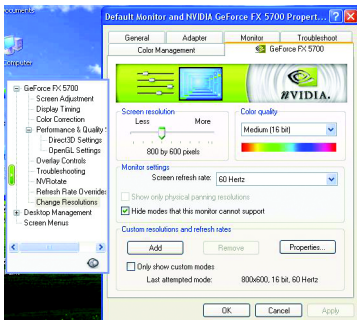 Default Monitor and NVIDIA GeForce FX 5700 Propert...
General
Adapter
Monitor
Troubleshoot
Color Management
GeForce FX 5700
GeForce FX 5700
Screen Adjustment
Display Timing
Color Correction
Performance & Quality
Direct3D Settings
OpenGL Settings
Overlay Controls
Troubleshooting
NVRotate
Refresh Rate Overrides
Change Resolutions
Desktop Management
Screen Menus
NVIDIA.
Screen resolution
Less
More
800 by 600 pixels
Color quality
Medium (16 bit)
Monitor settings
Screen refresh rate:
60 Hertz
Show only physical panning resolutions
Hide modes that this monitor cannot support
Custom resolutions and refresh rates
Add
Remove
Properties...
Only show custom modes
Last attempted mode:
800x600, 16 bit, 60 Hertz
OK
Cancel
Apply